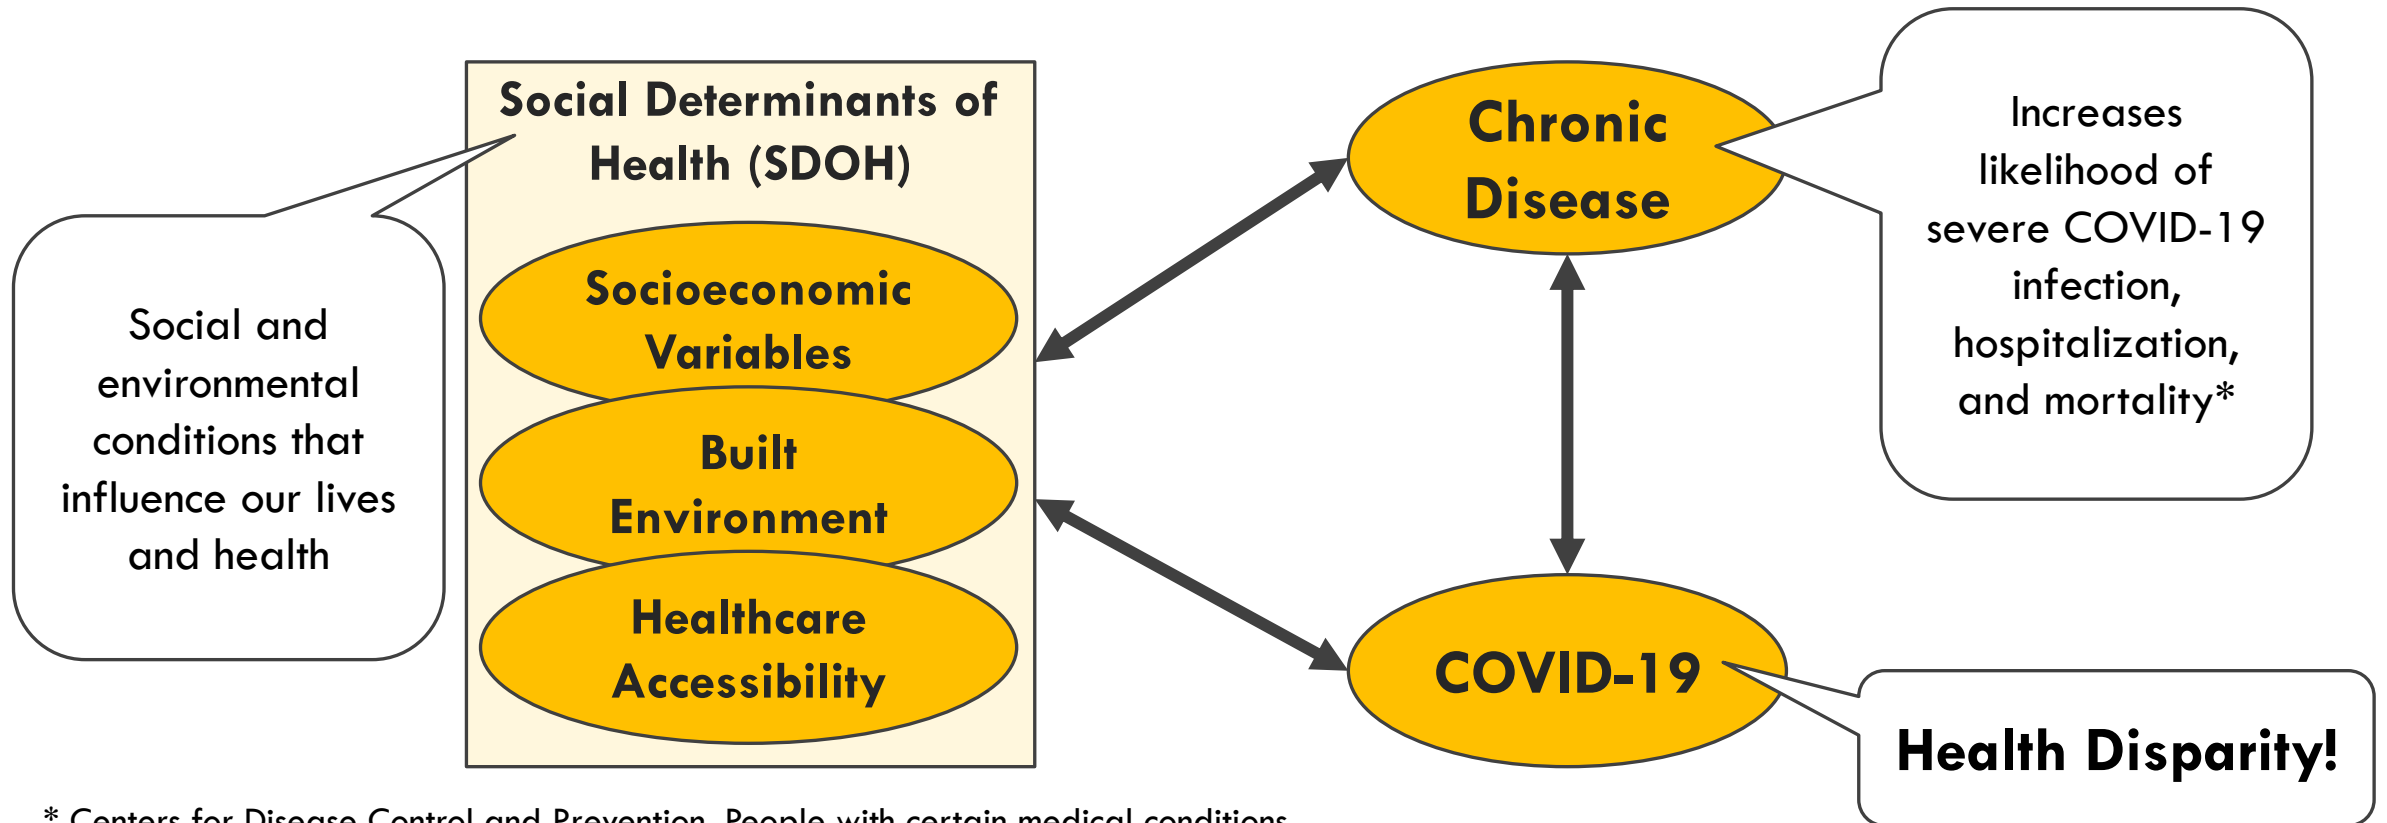 Social Determinants of
Health (SDOH)
Socioeconomic
Variables
Built
Environment
Healthcare
Accessibility
Social and
environmental
conditions that
influence our lives
and health
Chronic
Disease
Increases
likelihood of
severe COVID-19
infection,
hospitalization,
and mortality*
COVID-19
Health Disparity!
* Centers for Disease Control and Prevention. People with certain medical conditions